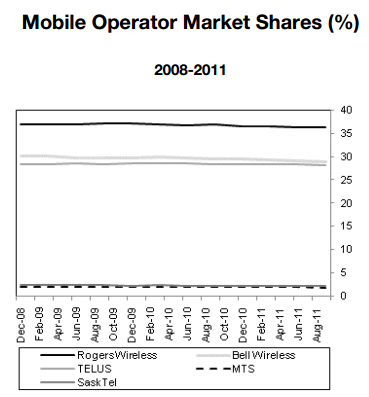 Mobile Operator Market Shares (%)
2008-2011
40
35
30
25
20
15
10
5
0
Dec-08
Feb-09
Apr-09
Jun-09
Aug-09
Oct-09
Dec-09
Feb-10
Apr-10
Jun-10
Aug-10
Oct-10
Dec-10
Feb-11
Apr-11
Jun-11
Aug-11
RogersWireless Bell Wireless
TELUS MTS
SaskTel